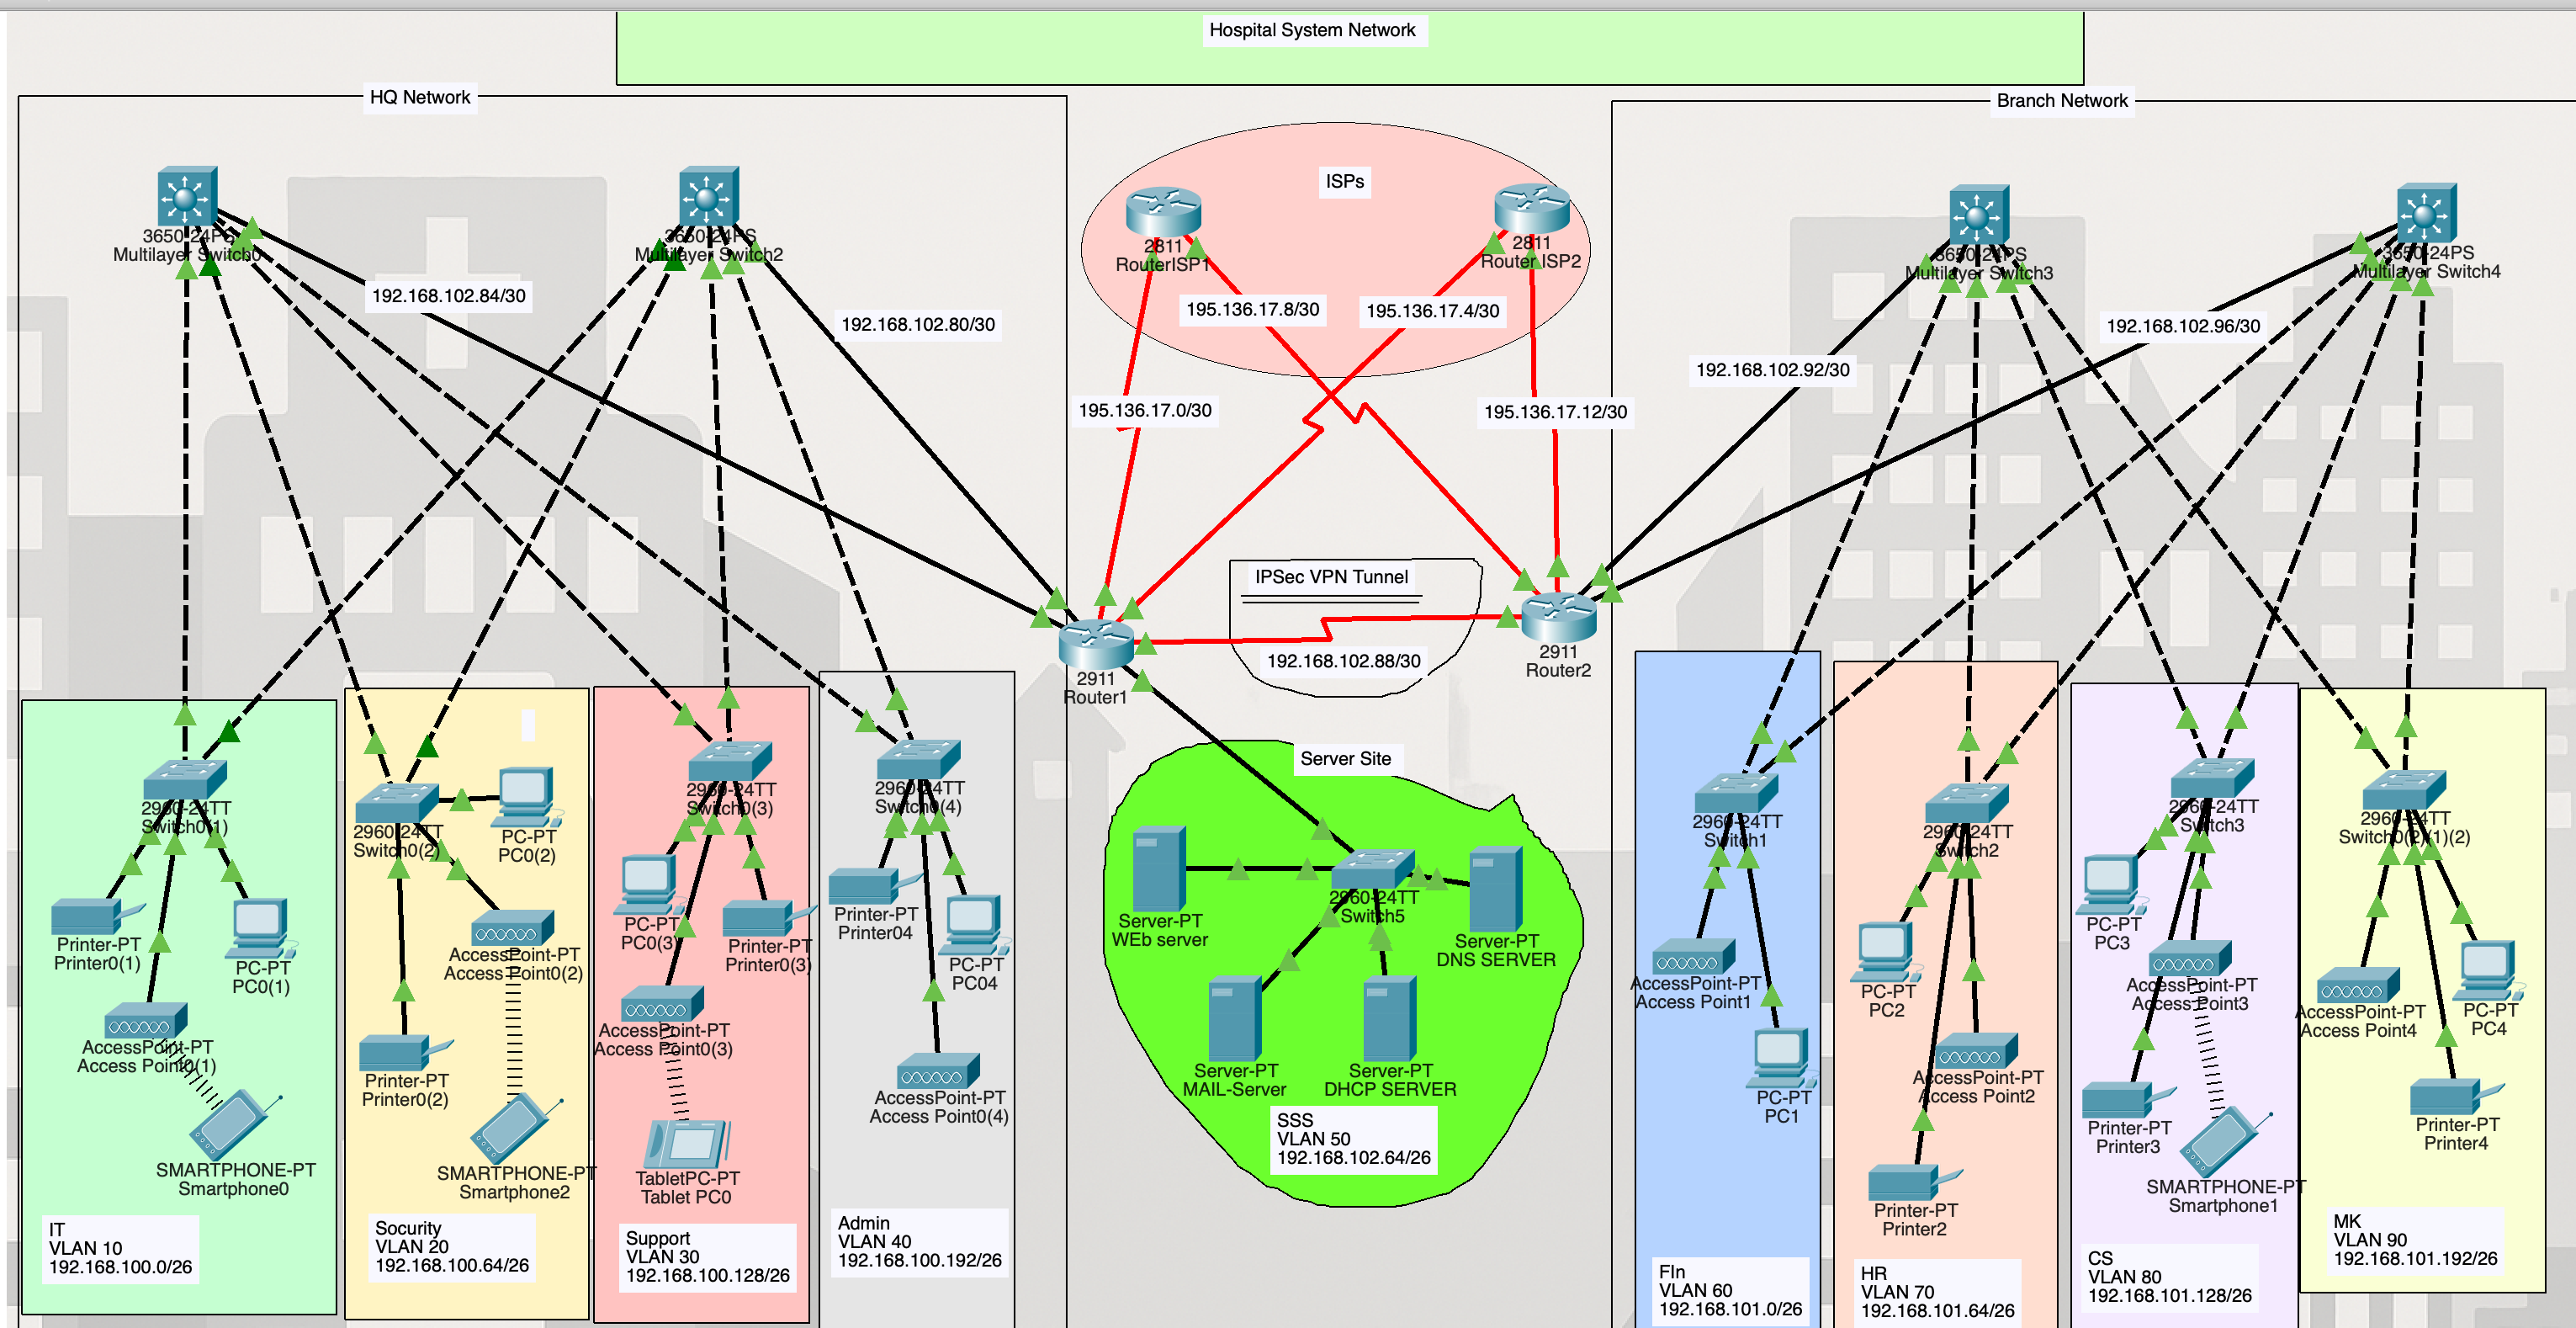 Hospital System Network
HQ Network
Branch Network
ISPs
3650-24PS
Multilayer Switch0
3650-24PS
Multilayer Switch2
2811
RouterISP1
2811
Router ISP2
3650-24PS
Multilayer Switch3
3650-24PS
Multilayer Switch4
192.168.102.84/30
192.168.102.80/30
195.136.17.8/30
195.136.17.4/30
192.168.102.92/30
192.168.102.96/30
195.136.17.0/30
195.136.17.12/30
IPSec VPN Tunnel
192.168.102.88/30
2911
Router1
2911
Router2
Server Site
2960-24TT
Switch0(1)
Printer-PT
Printer0(1)
PC-PT
PC0(1)
AccessPoint-PT
Access Point0(1)
SMARTPHONE-PT
Smartphone0
IT
VLAN 10
192.168.100.0/26
2960-24TT
Switch0(2)
PC-PT
PC0(2)
AccessPoint-PT
Access Point0(2)
Printer-PT
Printer0(2)
SMARTPHONE-PT
Smartphone2
Socurity
VLAN 20
192.168.100.64/26
2960-24TT
Switch0(3)
PC-PT
PC0(3)
Printer-PT
Printer0(3)
AccessPoint-PT
Access Point0(3)
TabletPC-PT
Tablet PC0
Support
VLAN 30
192.168.100.128/26
2960-24TT
Switch0(4)
Printer-PT
Printer04
PC-PT
PC04
AccessPoint-PT
Access Point0(4)
Admin
VLAN 40
192.168.100.192/26
2960-24TT
Switch5
Server-PT
WEb server
Server-PT
DNS SERVER
Server-PT
MAIL-Server
Server-PT
DHCP SERVER
SSS
VLAN 50
192.168.102.64/26
2960-24TT
Switch1
AccessPoint-PT
Access Point1
PC-PT
PC1
FIn
VLAN 60
192.168.101.0/26
2960-24TT
Switch2
PC-PT
PC2
AccessPoint-PT
Access Point2
Printer-PT
Printer2
HR
VLAN 70
192.168.101.64/26
2960-24TT
Switch3
PC-PT
PC3
AccessPoint-PT
Access Point3
Printer-PT
Printer3
SMARTPHONE-PT
Smartphone1
CS
VLAN 80
192.168.101.128/26
2960-24TT
Switch0(2)(1)(2)
AccessPoint-PT
Access Point4
PC-PT
PC4
Printer-PT
Printer4
MK
VLAN 90
192.168.101.192/26